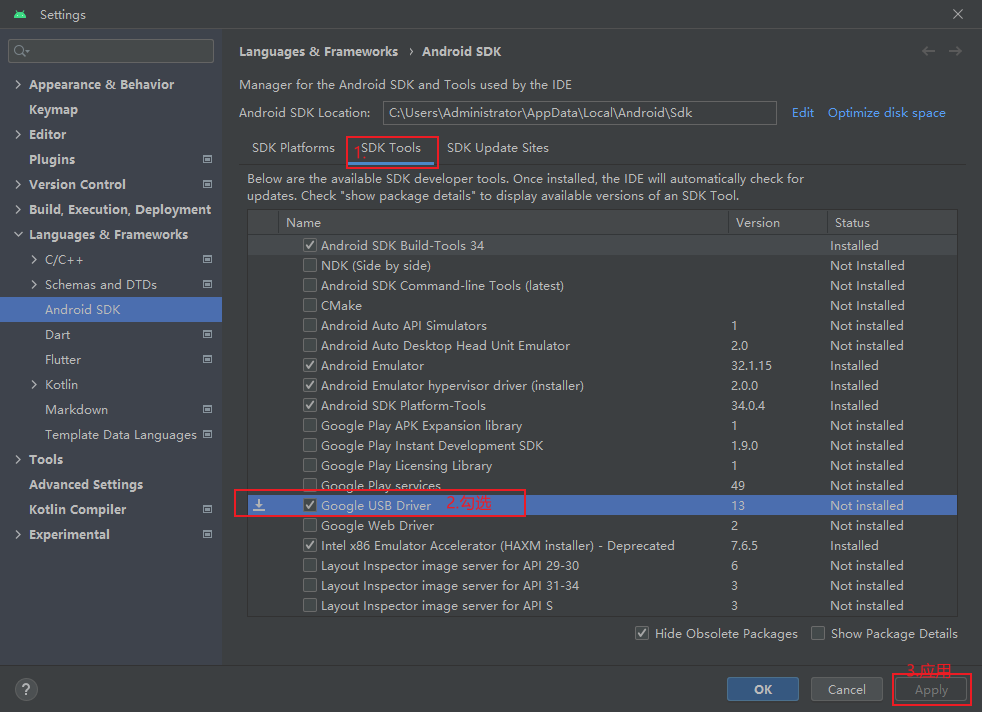 Settings
Languages & Frameworks › Android SDK
Appearance & Behavior
Keymap
Editor
Plugins
Version Control
Build, Execution, Deployment
Languages & Frameworks
C/C++
Schemas and DTDs
Android SDK
Dart
Flutter
Kotlin
Markdown
Template Data Languages
Tools
Advanced Settings
Kotlin Compiler
Experimental
Manager for the Android SDK and Tools used by the IDE
Android SDK Location: C:\Users\Administrator\AppData\Local\Android\Sdk Edit Optimize disk space
SDK Platforms 1. SDK Tools SDK Update Sites
Below are the available SDK developer tools. Once installed, the IDE will automatically check for
updates. Check "show package details" to display available versions of an SDK Tool.
Name Version Status
Android SDK Build-Tools 34 Installed
NDK (Side by side) Not Installed
Android SDK Command-line Tools (latest) Not Installed
CMake Not Installed
Android Auto API Simulators 1 Not installed
Android Auto Desktop Head Unit Emulator 2.0 Not installed
Android Emulator 32.1.15 Installed
Android Emulator hypervisor driver (installer) 2.0.0 Installed
Android SDK Platform-Tools 34.0.4 Installed
Google Play APK Expansion library 1 Not installed
Google Play Instant Development SDK 1.9.0 Not installed
Google Play Licensing Library 1 Not installed
Google Play services 49 Not installed
Google USB Driver 2.勾选 13 Not installed
Google Web Driver 2 Not installed
Intel x86 Emulator Accelerator (HAXM installer) - Deprecated 7.6.5 Installed
Layout Inspector image server for API 29-30 6 Not installed
Layout Inspector image server for API 31-34 3 Not installed
Layout Inspector image server for API S 3 Not installed
Hide Obsolete Packages Show Package Details
3.应用
? OK Cancel Apply